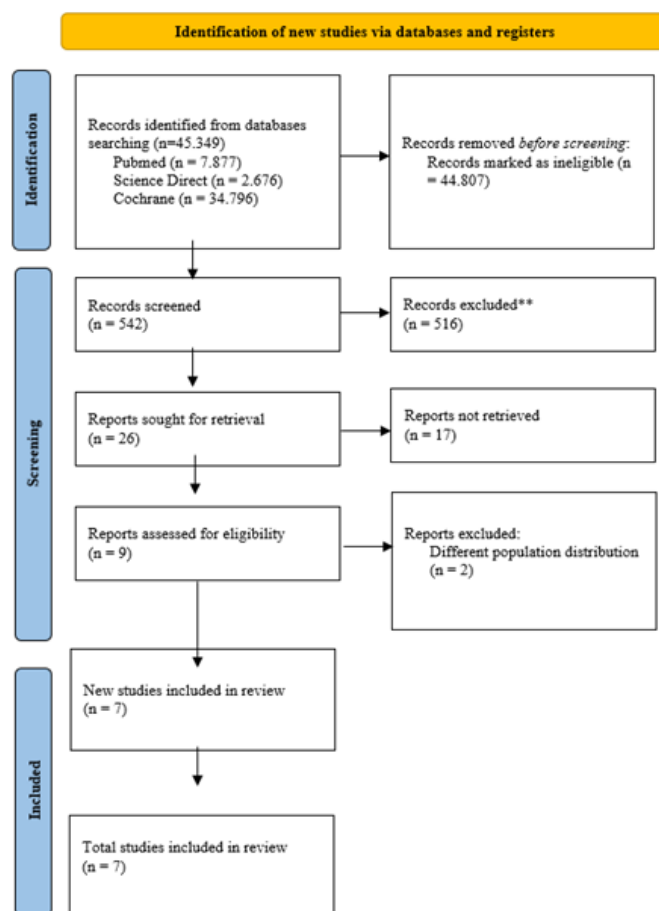 Identification of new studies via databases and registers
Identification
Records identified from databases
searching (n=45.349)
Pubmed (n = 7.877)
Science Direct (n = 2.676)
Cochrane (n = 34.796)
Records removed before screening:
Records marked as ineligible (n
= 44.807)
Screening
Records screened
(n = 542)
Records excluded**
(n = 516)
Reports sought for retrieval
(n = 26)
Reports not retrieved
(n = 17)
Reports assessed for eligibility
(n = 9)
Reports excluded:
Different population distribution
(n = 2)
Included
New studies included in review
(n = 7)
Total studies included in review
(n = 7)